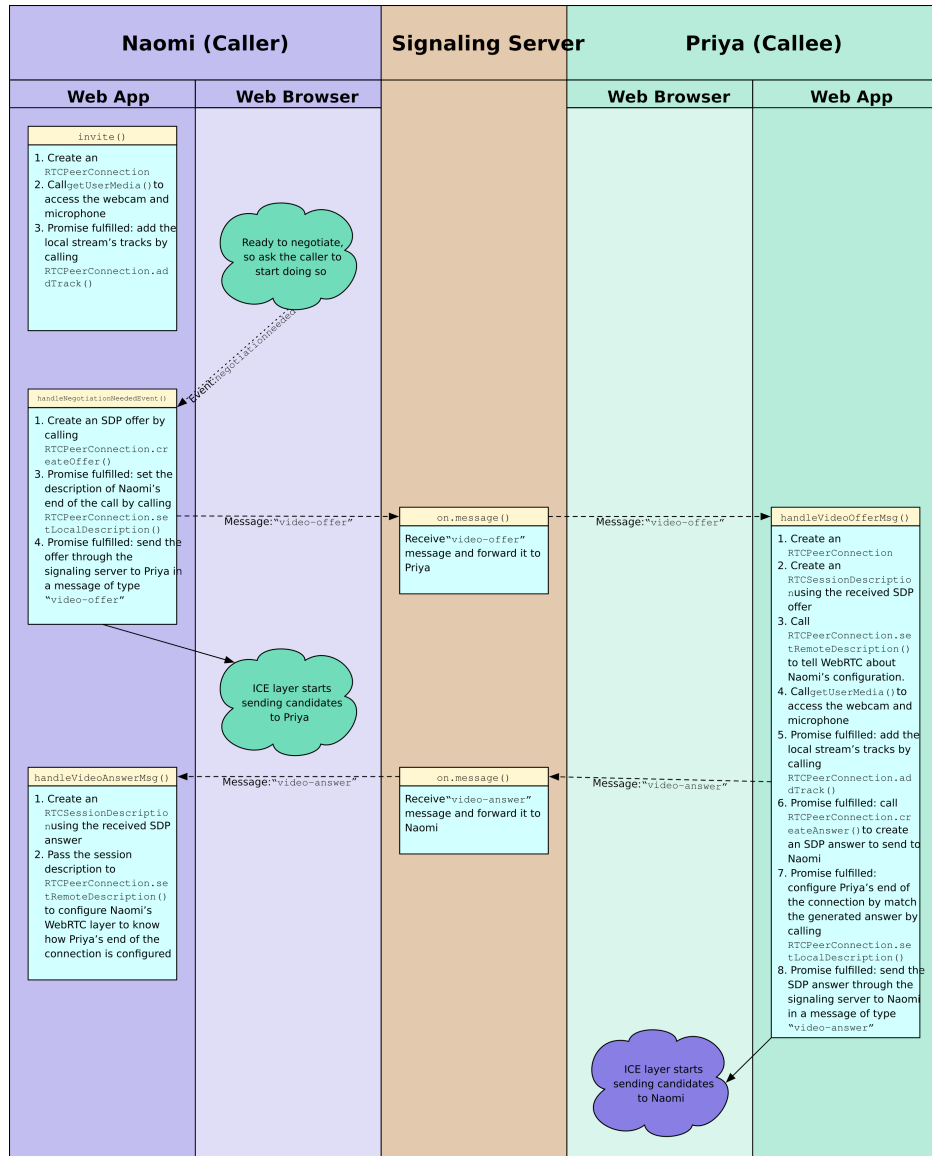 Naomi (Caller)
Signaling Server
Priya (Callee)
Web App
Web Browser
Web Browser
Web App
invite()
1. Create an
RTCPeerConnection
2. Call getUserMedia() to
access the webcam and
microphone
3. Promise fulfilled: add the
local stream’s tracks by
calling
RTCPeerConnection.ad
dTrack()
Ready to negotiate,
so ask the caller to
start doing so
Event: negotiationneeded
handleNegotiationNeededEvent()
1. Create an SDP offer by
calling
RTCPeerConnection.cr
eateOffer()
3. Promise fulfilled: set the
description of Naomi’s
end of the call by calling
RTCPeerConnection.se
tLocalDescription()
4. Promise fulfilled: send the
offer through the
signaling server to Priya in
a message of type
“video-offer”
Message: “video-offer”
on.message()
Receive “video-offer”
message and forward it to
Priya
Message: “video-offer”
handleVideoOfferMsg()
1. Create an
RTCPeerConnection
2. Create an
RTCSessionDescriptio
n using the received SDP
offer
3. Call
RTCPeerConnection.se
tRemoteDescription()
to tell WebRTC about
Naomi’s configuration.
4. Call getUserMedia() to
access the webcam and
microphone
5. Promise fulfilled: add the
local stream’s tracks by
calling
RTCPeerConnection.ad
dTrack()
6. Promise fulfilled: call
RTCPeerConnection.cr
eateAnswer() to create
an SDP answer to send to
Naomi
7. Promise fulfilled:
configure Priya’s end of
the connection by match
the generated answer by
calling
RTCPeerConnection.se
tLocalDescription()
8. Promise fulfilled: send the
SDP answer through the
signaling server to Naomi
in a message of type
“video-answer”
ICE layer starts
sending candidates
to Priya
Message: “video-answer”
on.message()
Receive “video-answer”
message and forward it to
Naomi
Message: “video-answer”
handleVideoAnswerMsg()
1. Create an
RTCSessionDescriptio
n using the received SDP
answer
2. Pass the session
description to
RTCPeerConnection.se
tRemoteDescription()
to configure Naomi’s
WebRTC layer to know
how Priya’s end of the
connection is configured
ICE layer starts
sending candidates
to Naomi